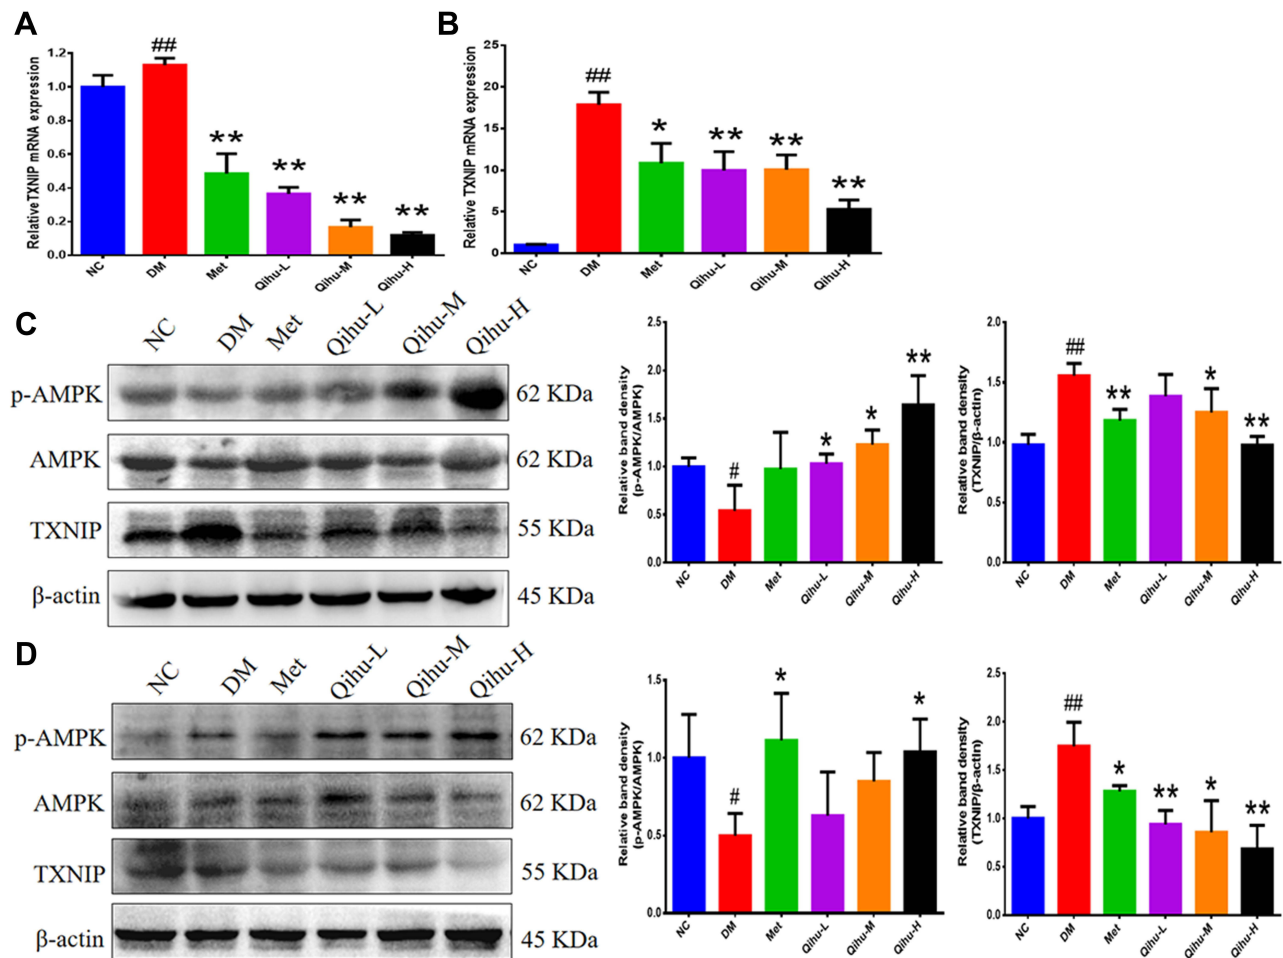 A
Relative TXNIP mRNA expression
1.2
1.0
0.8
0.6
0.4
0.2
0.0
##
**
**
**
**
NC
DM
Met
Qihu-L
Qihu-M
Qihu-H
B
Relative TXNIP mRNA expression
25
20
15
10
5
0
##
*
**
**
**
NC
DM
Met
Qihu-L
Qihu-M
Qihu-H
C
NC
DM
Met
Qihu-L
Qihu-M
Qihu-H
p-AMPK
62 KDa
AMPK
62 KDa
TXNIP
55 KDa
β-actin
45 KDa
Relative band density
(p-AMPK/AMPK)
2.5
2.0
1.5
1.0
0.5
0.0
#
*
*
**
NC
DM
Met
Qihu-L
Qihu-M
Qihu-H
Relative band density
(TXNIP/β-actin)
2.0
1.5
1.0
0.5
0.0
##
**
*
**
NC
DM
Met
Qihu-L
Qihu-M
Qihu-H
D
NC
DM
Met
Qihu-L
Qihu-M
Qihu-H
p-AMPK
62 KDa
AMPK
62 KDa
TXNIP
55 KDa
β-actin
45 KDa
Relative band density
(p-AMPK/AMPK)
1.5
1.0
0.5
0.0
#
*
*
NC
DM
Met
Qihu-L
Qihu-M
Qihu-H
Relative band density
(TXNIP/β-actin)
2.5
2.0
1.5
1.0
0.5
0.0
##
*
**
*
**
NC
DM
Met
Qihu-L
Qihu-M
Qihu-H